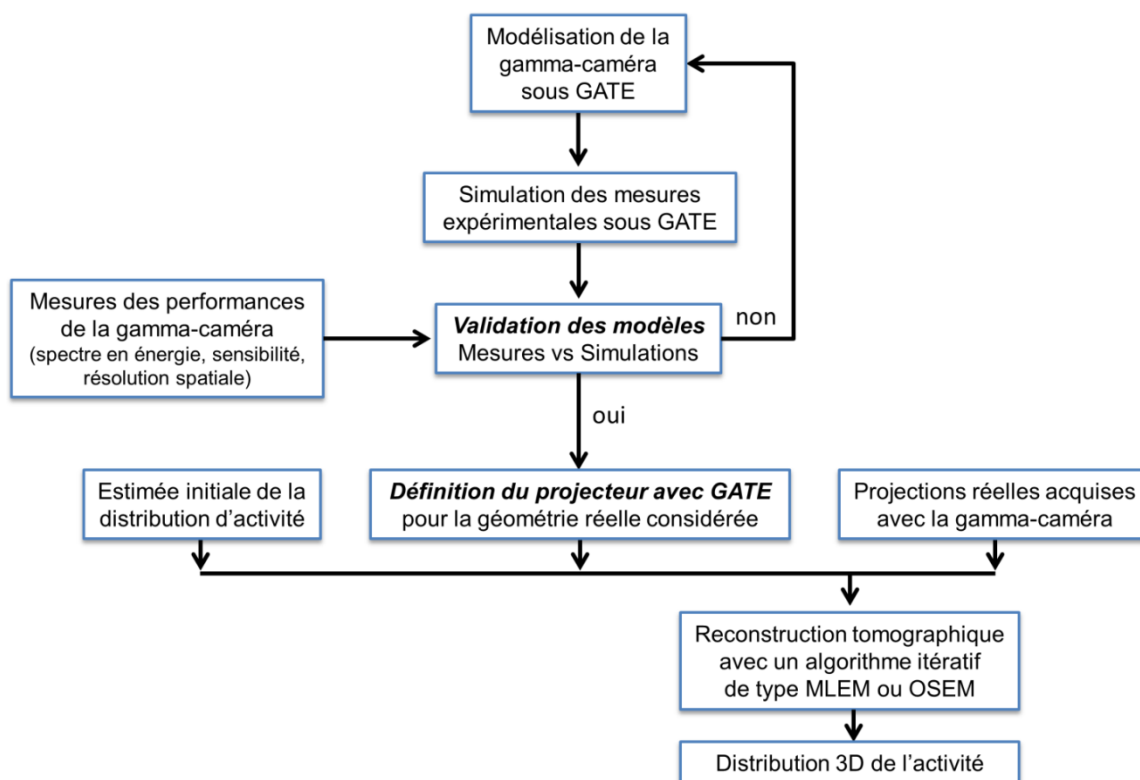 Modélisation de la
gamma-caméra
sous GATE
Simulation des mesures
expérimentales sous GATE
Mesures des performances
de la gamma-caméra
(spectre en énergie, sensibilité,
résolution spatiale)
Validation des modèles
Mesures vs Simulations
non
oui
Estimée initiale de la
distribution d’activité
Définition du projecteur avec GATE
pour la géométrie réelle considérée
Projections réelles acquises
avec la gamma-caméra
Reconstruction tomographique
avec un algorithme itératif
de type MLEM ou OSEM
Distribution 3D de l’activité